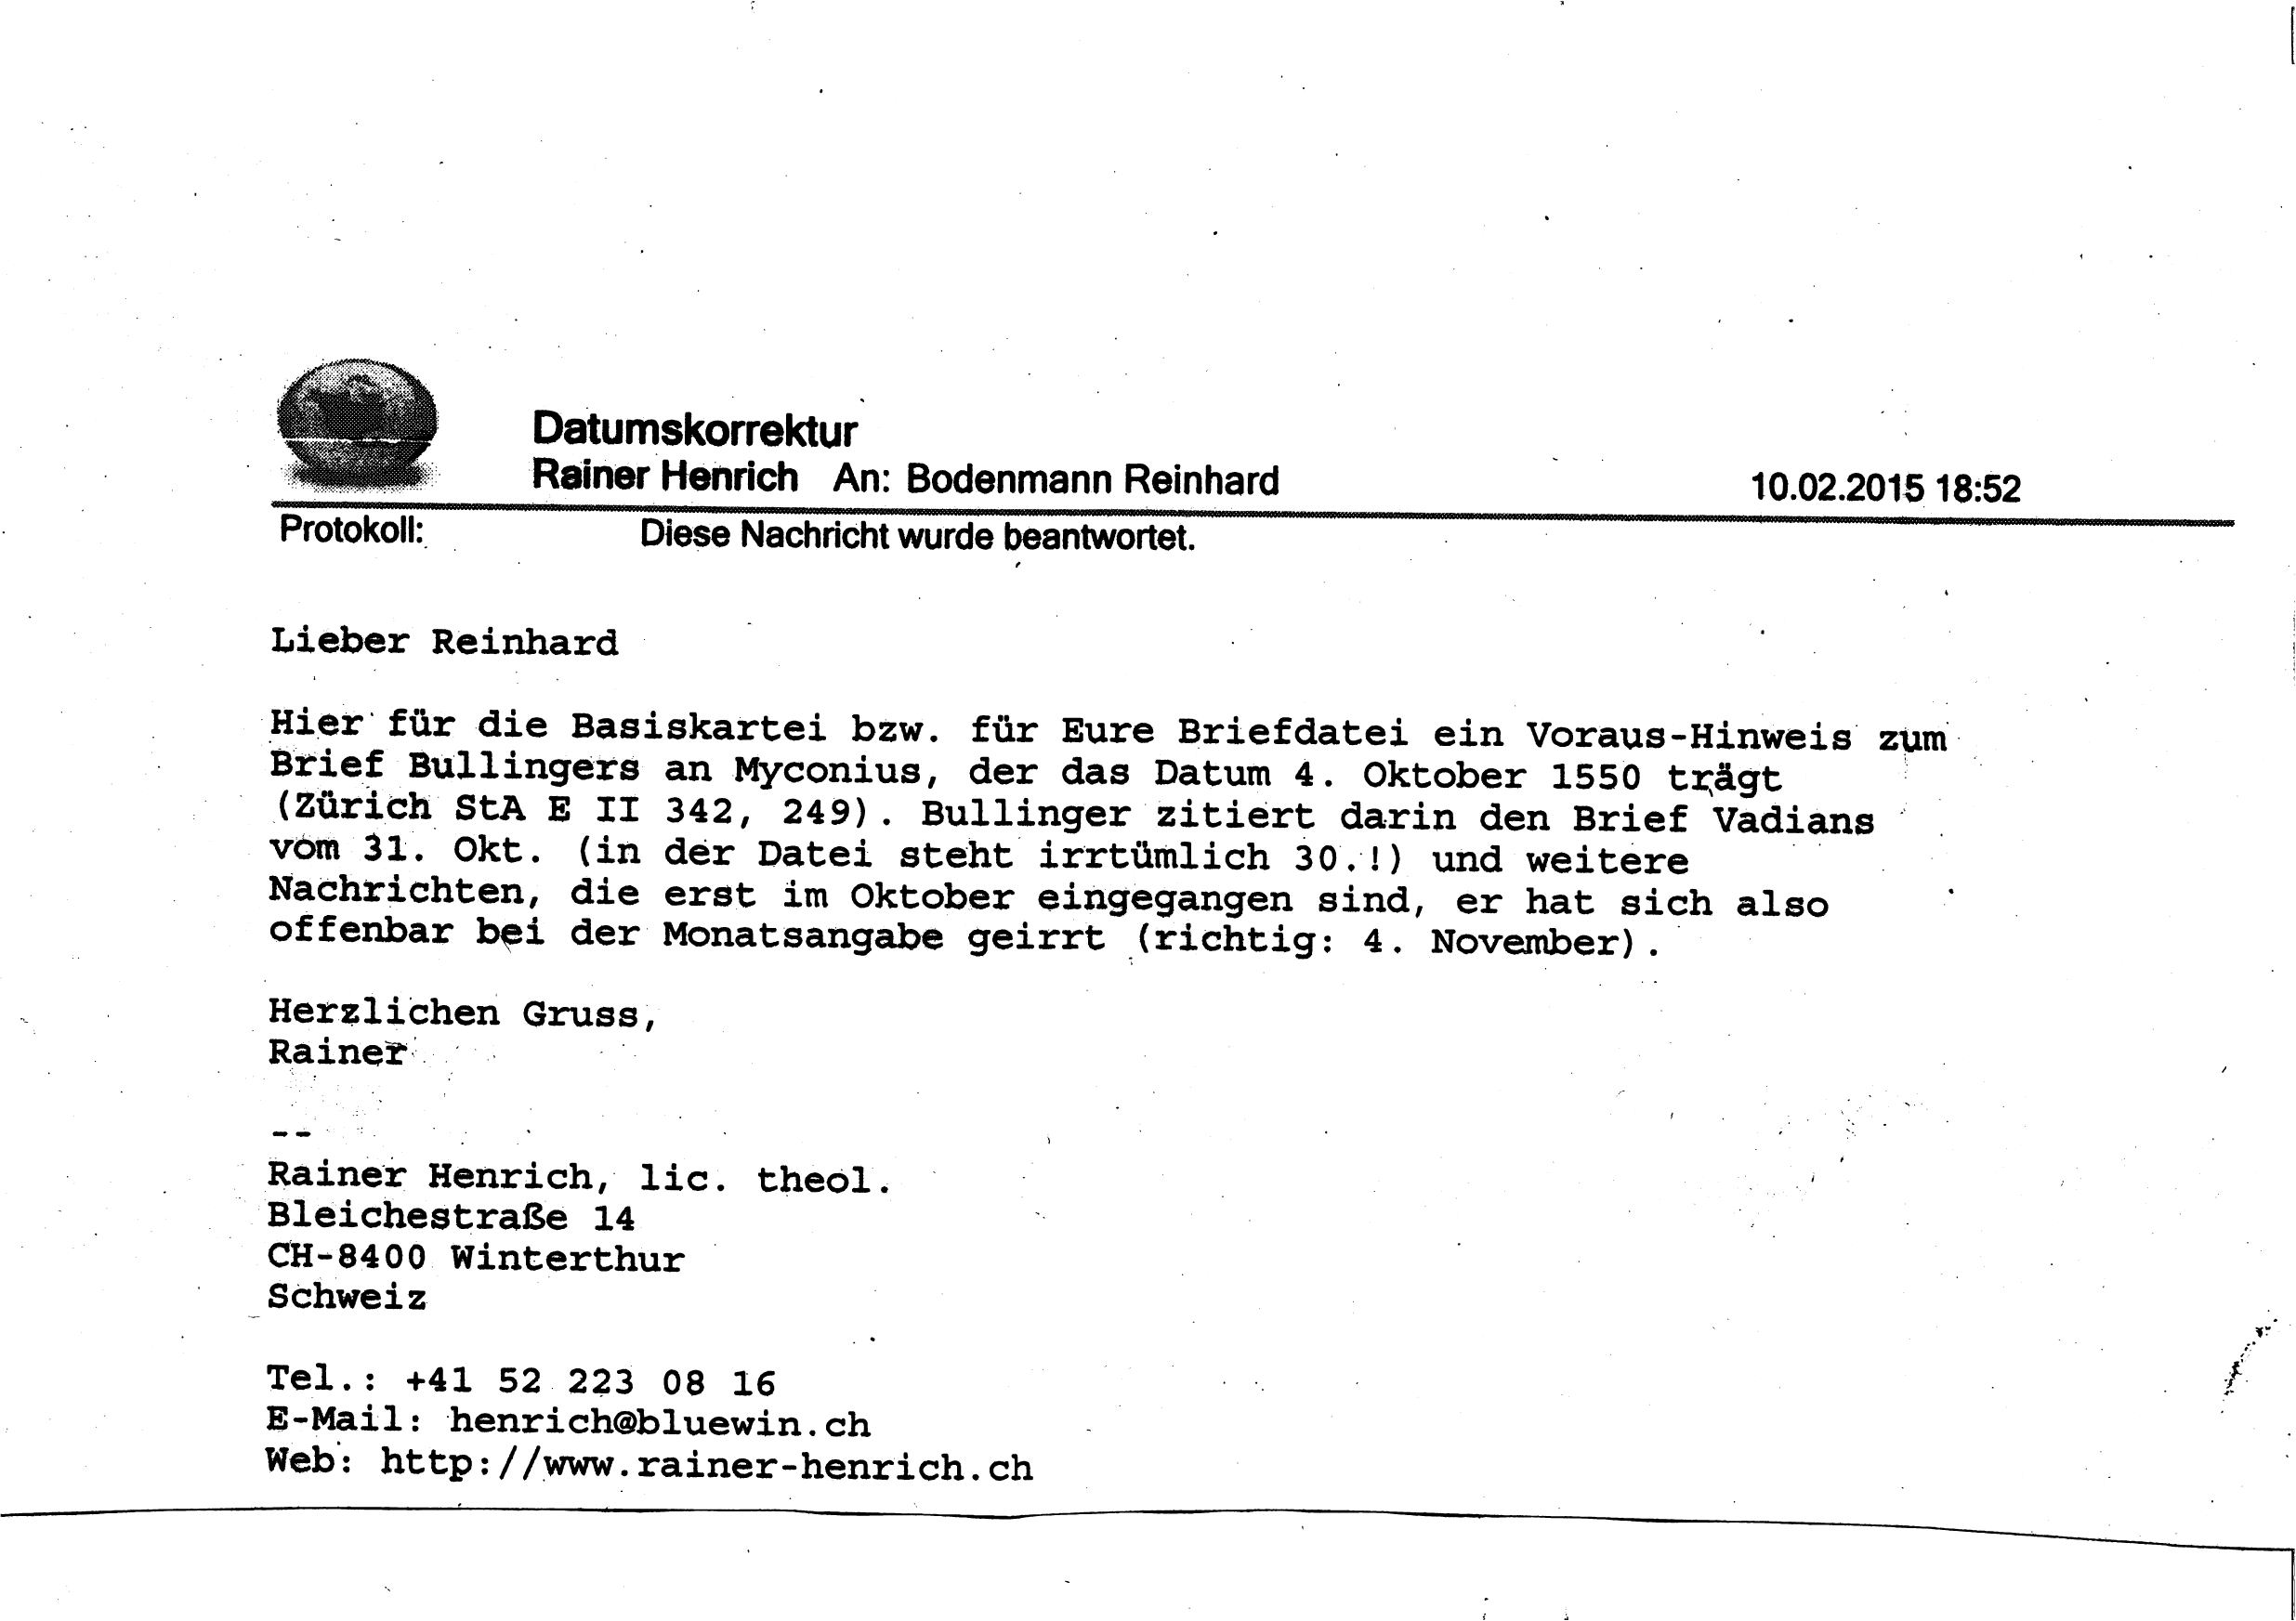 Datumskorrektur
Rainer Henrich An: Bodenmann Reinhard 10.02.2015 18:52
Protokoll: Diese Nachricht wurde beantwortet.
Lieber Reinhard
Hier für die Basiskartei bzw. für Eure Briefdatei ein Voraus-Hinweis zum
Brief Bullingers an Myconius, der das Datum 4. Oktober 1550 trägt
(Zürich StA E II 342, 249). Bullinger zitiert darin den Brief Vadians
vom 31. Okt. (in der Datei steht irrtümlich 30.!) und weitere
Nachrichten, die erst im Oktober eingegangen sind, er hat sich also
offenbar bei der Monatsangabe geirrt (richtig: 4. November).
Herzlichen Gruss,
Rainer
--
Rainer Henrich, lic. theol.
Bleichestraße 14
CH-8400 Winterthur
Schweiz
Tel.: +41 52 223 08 16
E-Mail: henrich@bluewin.ch
Web: http://www.rainer-henrich.ch